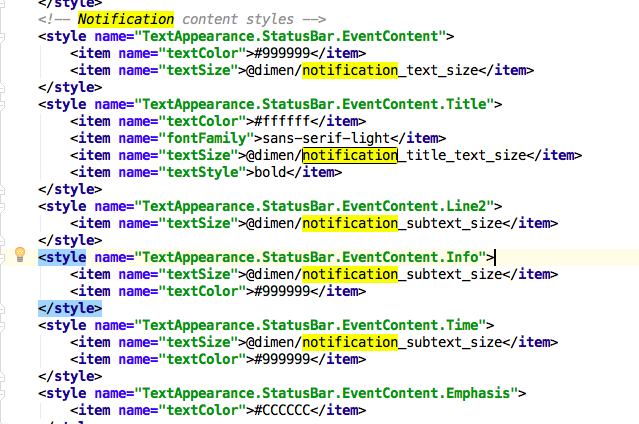 </style>
<!-- Notification content styles -->
<style name="TextAppearance.StatusBar.EventContent">
<item name="textColor">#999999</item>
<item name="textSize">@dimen/notification_text_size</item>
</style>
<style name="TextAppearance.StatusBar.EventContent.Title">
<item name="textColor">#ffffff</item>
<item name="fontFamily">sans-serif-light</item>
<item name="textSize">@dimen/notification_title_text_size</item>
<item name="textStyle">bold</item>
</style>
<style name="TextAppearance.StatusBar.EventContent.Line2">
<item name="textSize">@dimen/notification_subtext_size</item>
</style>
<style name="TextAppearance.StatusBar.EventContent.Info">
<item name="textSize">@dimen/notification_subtext_size</item>
<item name="textColor">#999999</item>
</style>
<style name="TextAppearance.StatusBar.EventContent.Time">
<item name="textSize">@dimen/notification_subtext_size</item>
<item name="textColor">#999999</item>
</style>
<style name="TextAppearance.StatusBar.EventContent.Emphasis">
<item name="textColor">#CCCCCC</item>
</style>